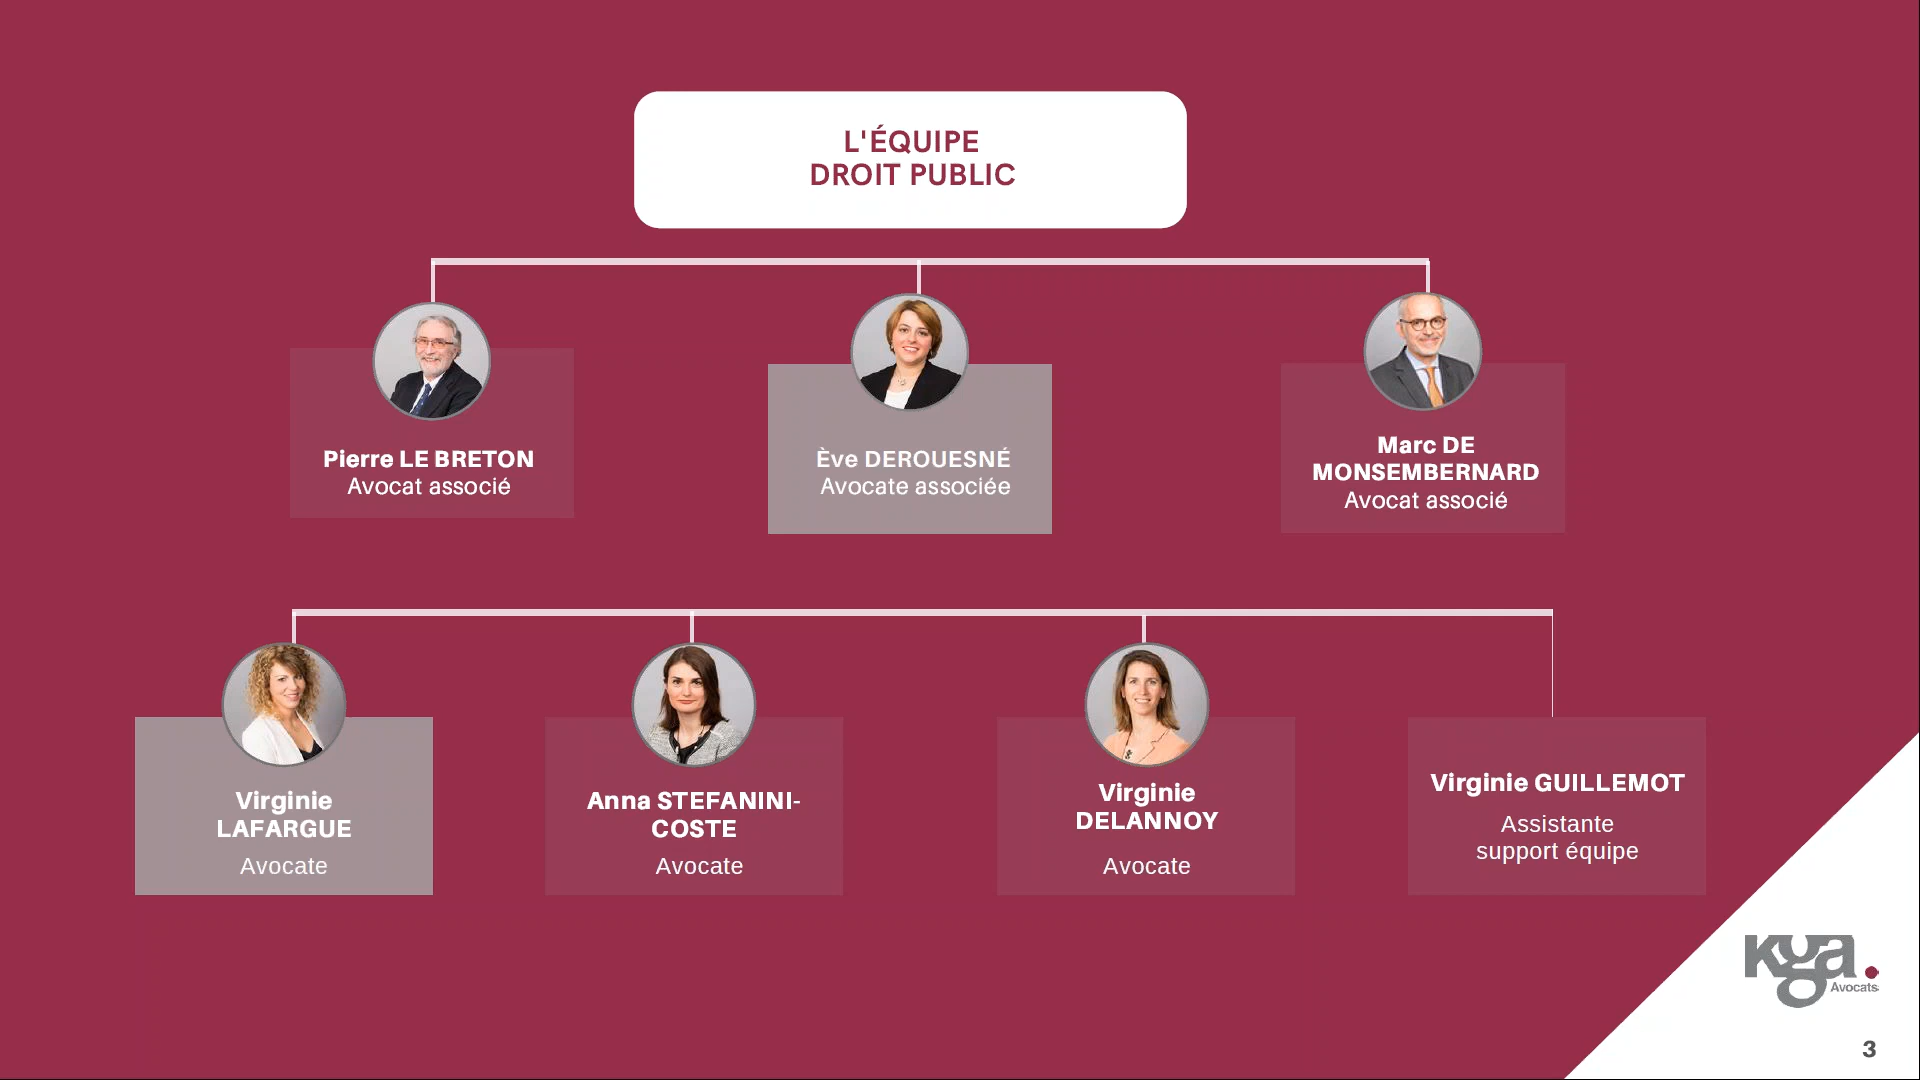 L'ÉQUIPE
DROIT PUBLIC
Pierre LE BRETON
Avocat associé
Ève DEROUESNÉ
Avocate associée
Marc DE
MONSEMBERNARD
Avocat associé
Virginie
LAFARGUE
Avocate
Anna STEFANINI-
COSTE
Avocate
Virginie
DELANNOY
Avocate
Virginie GUILLEMOT
Assistante
support équipe
kga
Avocats
3